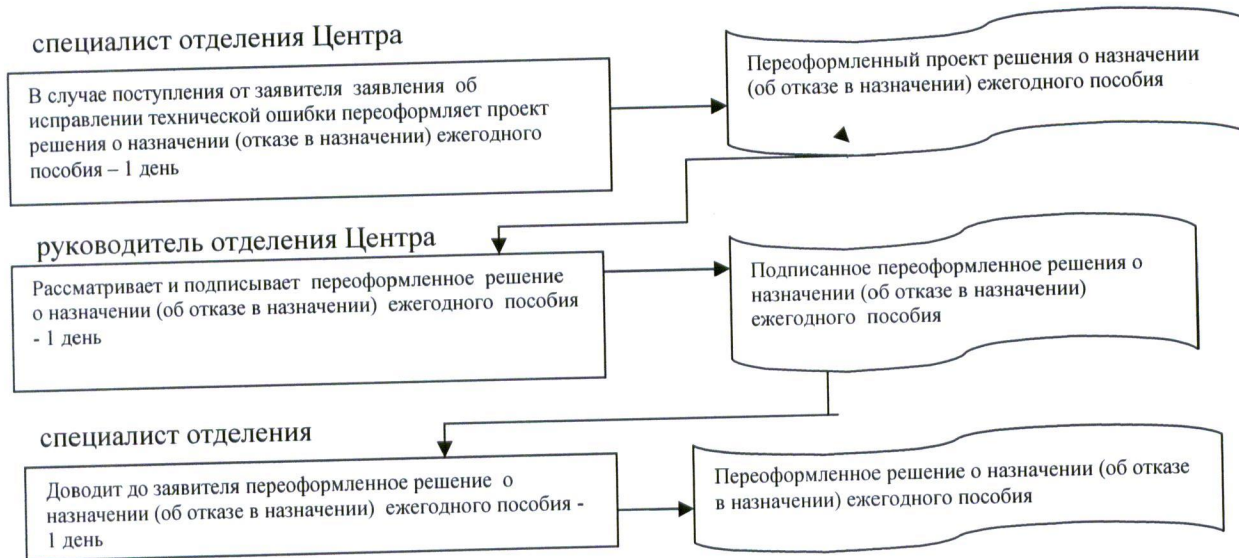 специалист отделения Центра
В случае поступления от заявителя заявления об
исправлении технической ошибки переоформляет проект
решения о назначении (отказе в назначении) ежегодного
пособия – 1 день
Переоформленный проект решения о назначении
(об отказе в назначении) ежегодного пособия
руководитель отделения Центра
Рассматривает и подписывает переоформленное решение
о назначении (об отказе в назначении) ежегодного пособия
- 1 день
Подписанное переоформленное решения о
назначении (об отказе в назначении)
ежегодного пособия
специалист отделения
Доводит до заявителя переоформленное решение о
назначении (об отказе в назначении) ежегодного пособия -
1 день
Переоформленное решение о назначении (об отказе
в назначении) ежегодного пособия